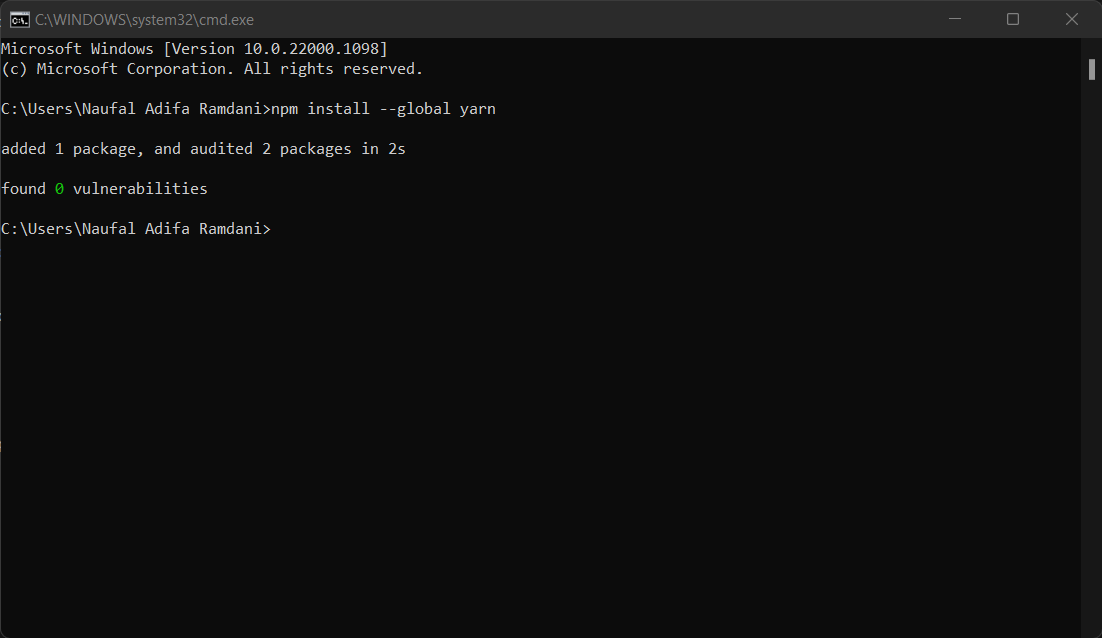 C:\WINDOWS\system32\cmd.exe
Microsoft Windows [Version 10.0.22000.1098]
(c) Microsoft Corporation. All rights reserved.
C:\Users\Naufal Adifa Ramdani>npm install --global yarn
added 1 package, and audited 2 packages in 2s
found 0 vulnerabilities
C:\Users\Naufal Adifa Ramdani>